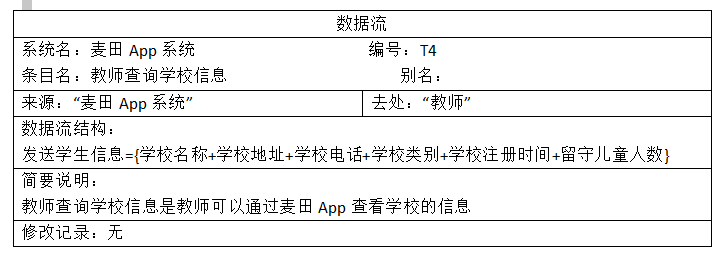 数据流
系统名：麦田 App 系统 编号：T4
条目名：教师查询学校信息 别名：
来源：“麦田 App 系统” 去处：“教师”
数据流结构：
发送学生信息={学校名称+学校地址+学校电话+学校类别+学校注册时间+留守儿童人数}
简要说明：
教师查询学校信息是教师可以通过麦田 App 查看学校的信息
修改记录：无